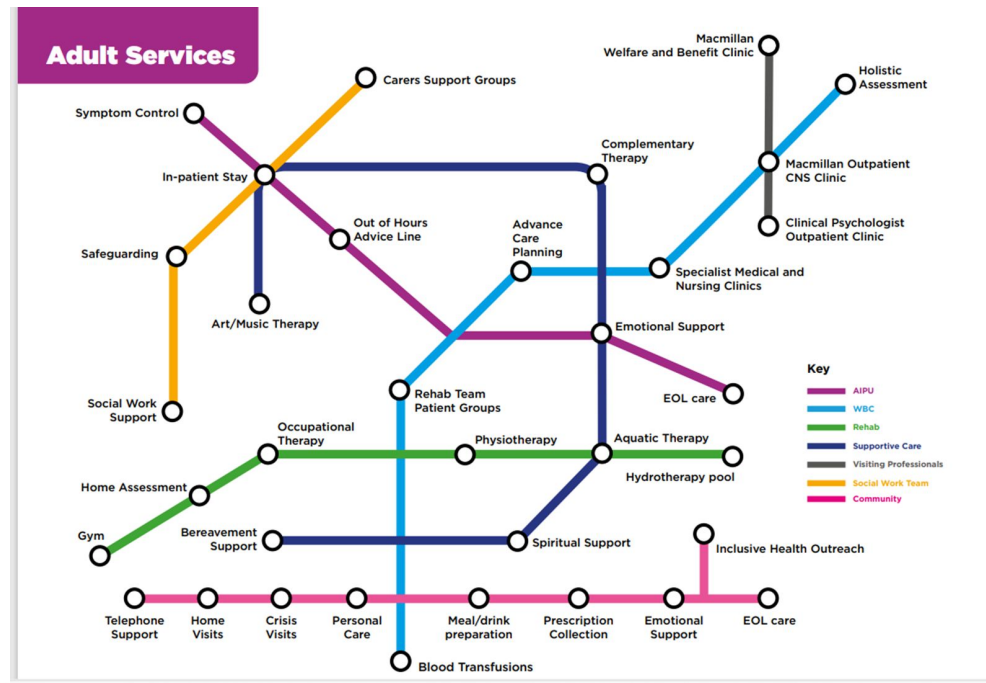 Adult Services
Macmillan
Welfare and Benefit Clinic
Carers Support Groups
Holistic
Assessment
Symptom Control
Complementary
Therapy
In-patient Stay
Macmillan Outpatient
CNS Clinic
Out of Hours
Advice Line
Advance
Care
Planning
Clinical Psychologist
Outpatient Clinic
Safeguarding
Specialist Medical and
Nursing Clinics
Art/Music Therapy
Emotional Support
Key
AIPU
WBC
Rehab
Supportive Care
Visiting Professionals
Social Work Team
Community
EOL care
Social Work
Support
Rehab Team
Patient Groups
Occupational
Therapy
Physiotherapy
Aquatic Therapy
Hydrotherapy pool
Home Assessment
Gym
Bereavement
Support
Spiritual Support
Inclusive Health Outreach
Telephone
Support
Home
Visits
Crisis
Visits
Personal
Care
Meal/drink
preparation
Prescription
Collection
Emotional
Support
EOL care
Blood Transfusions